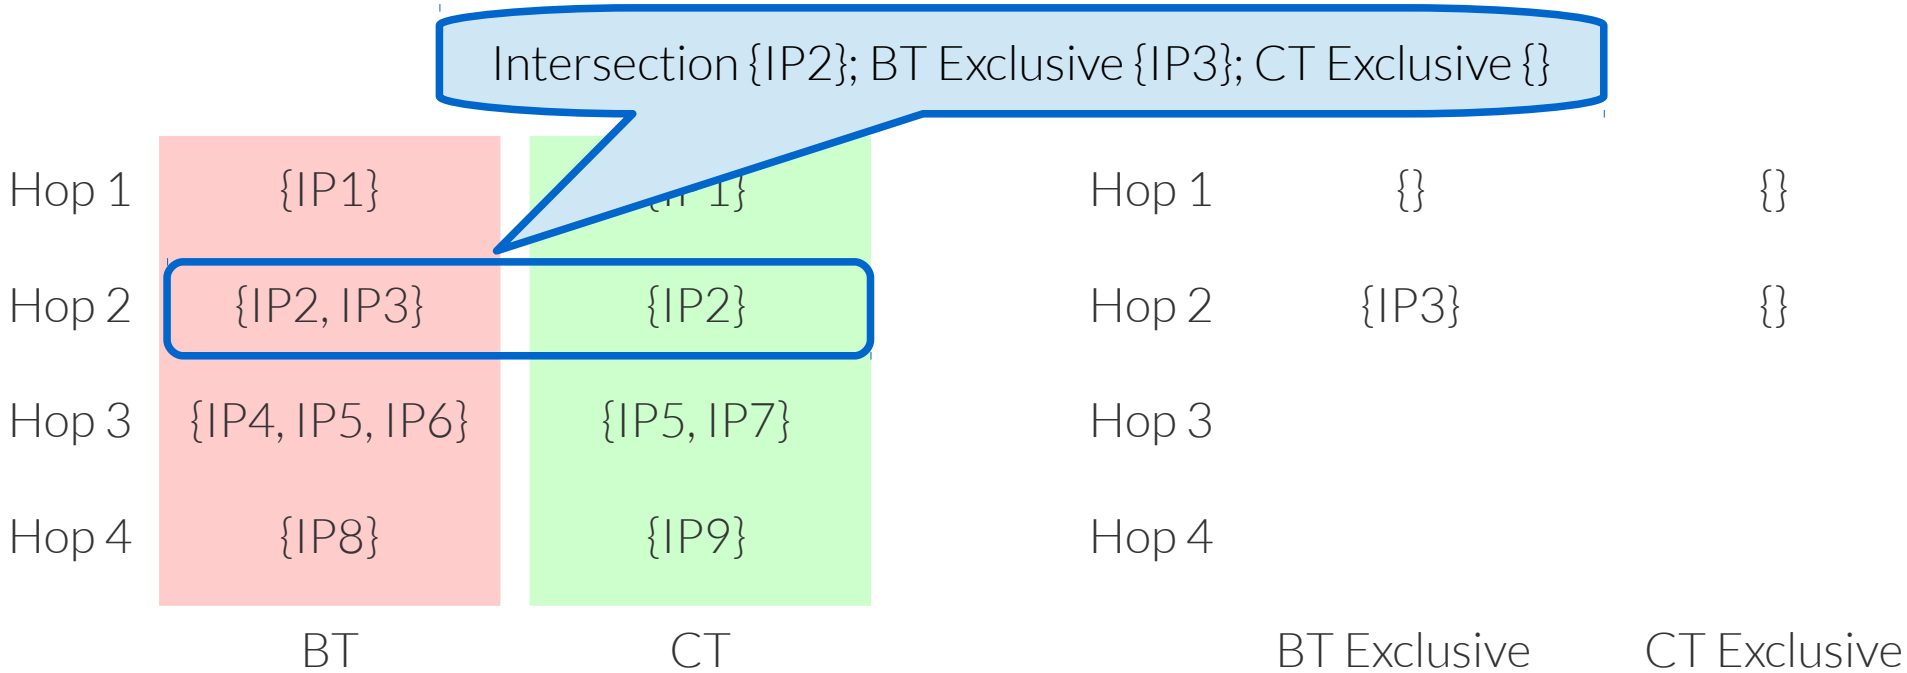 Intersection {IP2}; BT Exclusive {IP3}; CT Exclusive {}
Hop 1 {IP1} {IP1} Hop 1 {} {}
Hop 2 {IP2, IP3} {IP2} Hop 2 {IP3} {}
Hop 3 {IP4, IP5, IP6} {IP5, IP7} Hop 3
Hop 4 {IP8} {IP9} Hop 4
BT CT BT Exclusive CT Exclusive